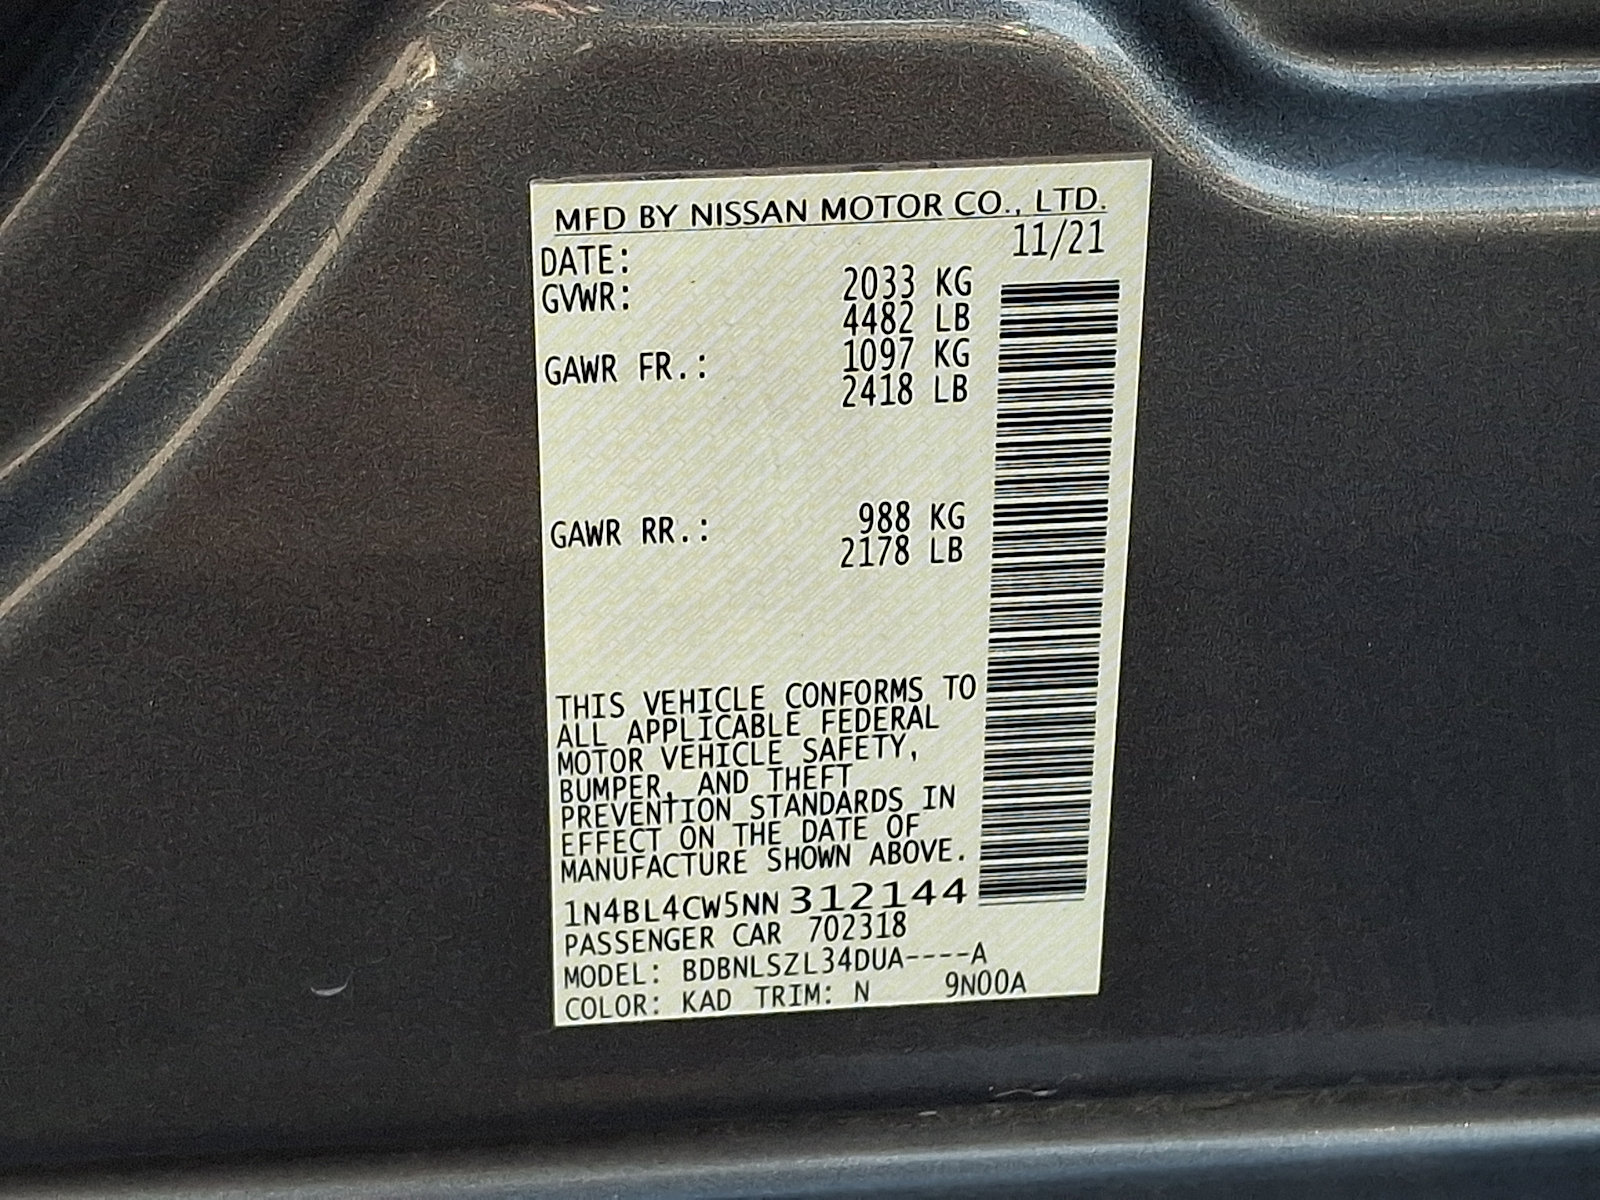 MFD BY NISSAN MOTOR CO., LTD.
DATE: 11/21
GVWR: 2033 KG
4482 LB
GAWR FR.: 1097 KG
2418 LB
GAWR RR.: 988 KG
2178 LB
THIS VEHICLE CONFORMS TO
ALL APPLICABLE FEDERAL
MOTOR VEHICLE SAFETY,
BUMPER, AND THEFT
PREVENTION STANDARDS IN
EFFECT ON THE DATE OF
MANUFACTURE SHOWN ABOVE.
1N4BL4CW5NN312144
PASSENGER CAR 702318
MODEL: BDBNLSZL34DUA----A
COLOR: KAD TRIM: N 9N00A